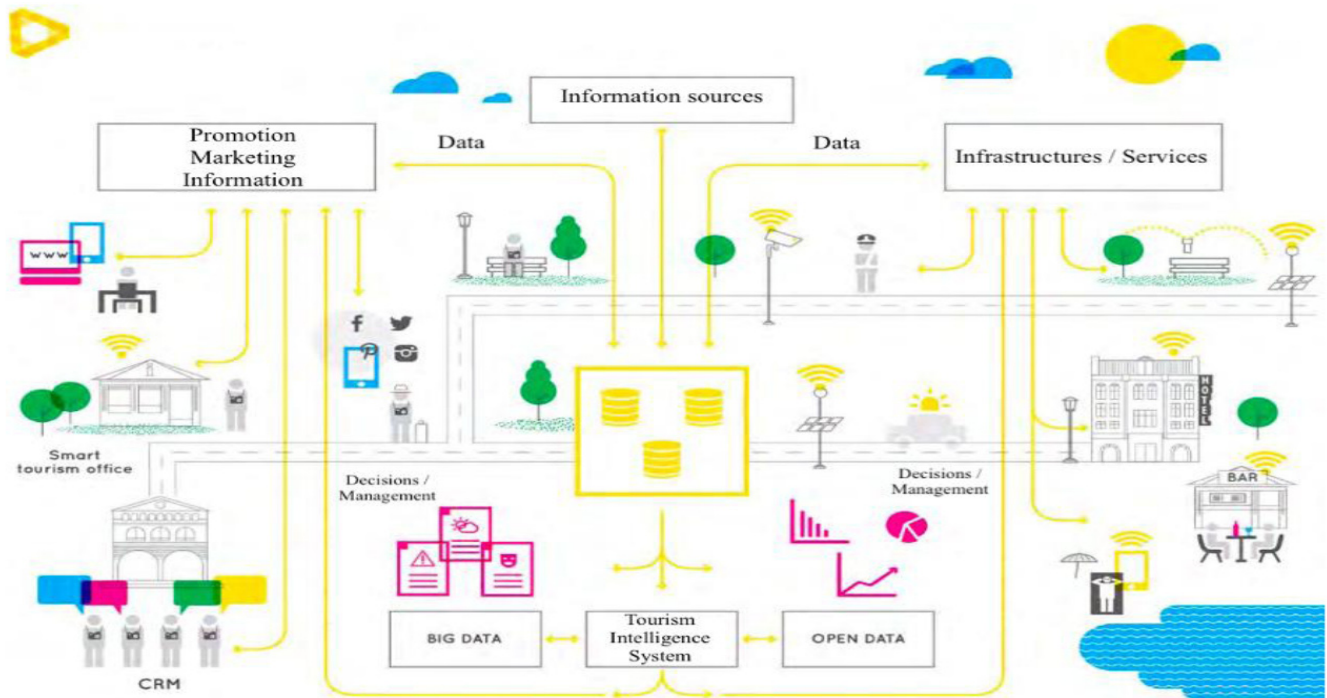 Information sources
Promotion
Marketing
Information
Data
Data
Infrastructures / Services
WWW
f
Smart
tourism office
HOTEL
BAR
Decisions /
Management
Decisions /
Management
BIG DATA
Tourism
Intelligence
System
OPEN DATA
CRM